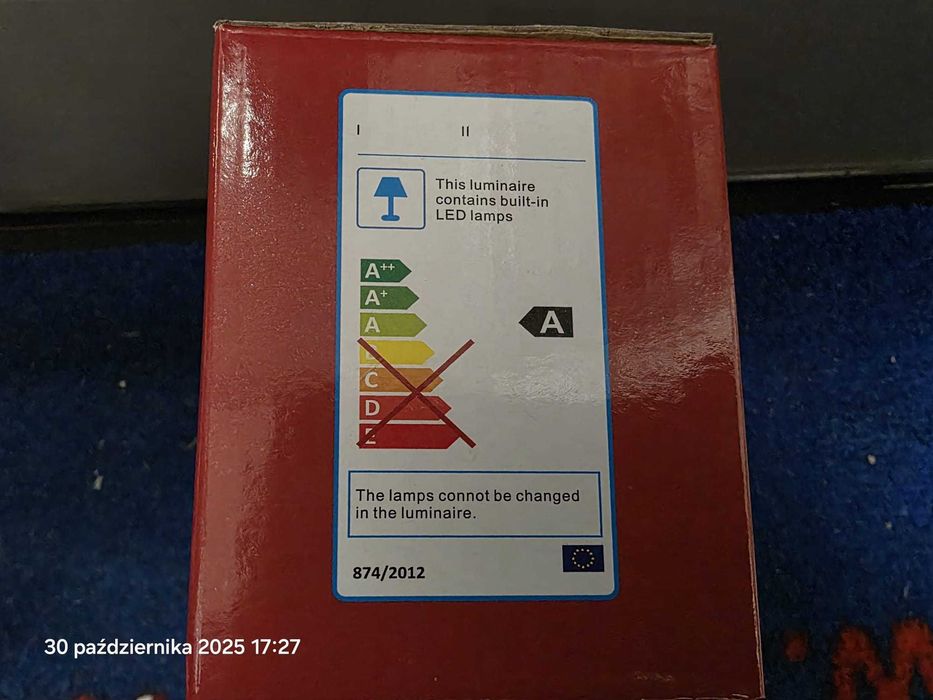 I II
This luminaire
contains built-in
LED lamps
A++
A+
A
A
C
D
E
The lamps connot be changed
in the luminaire.
874/2012
30 października 2025 17:27